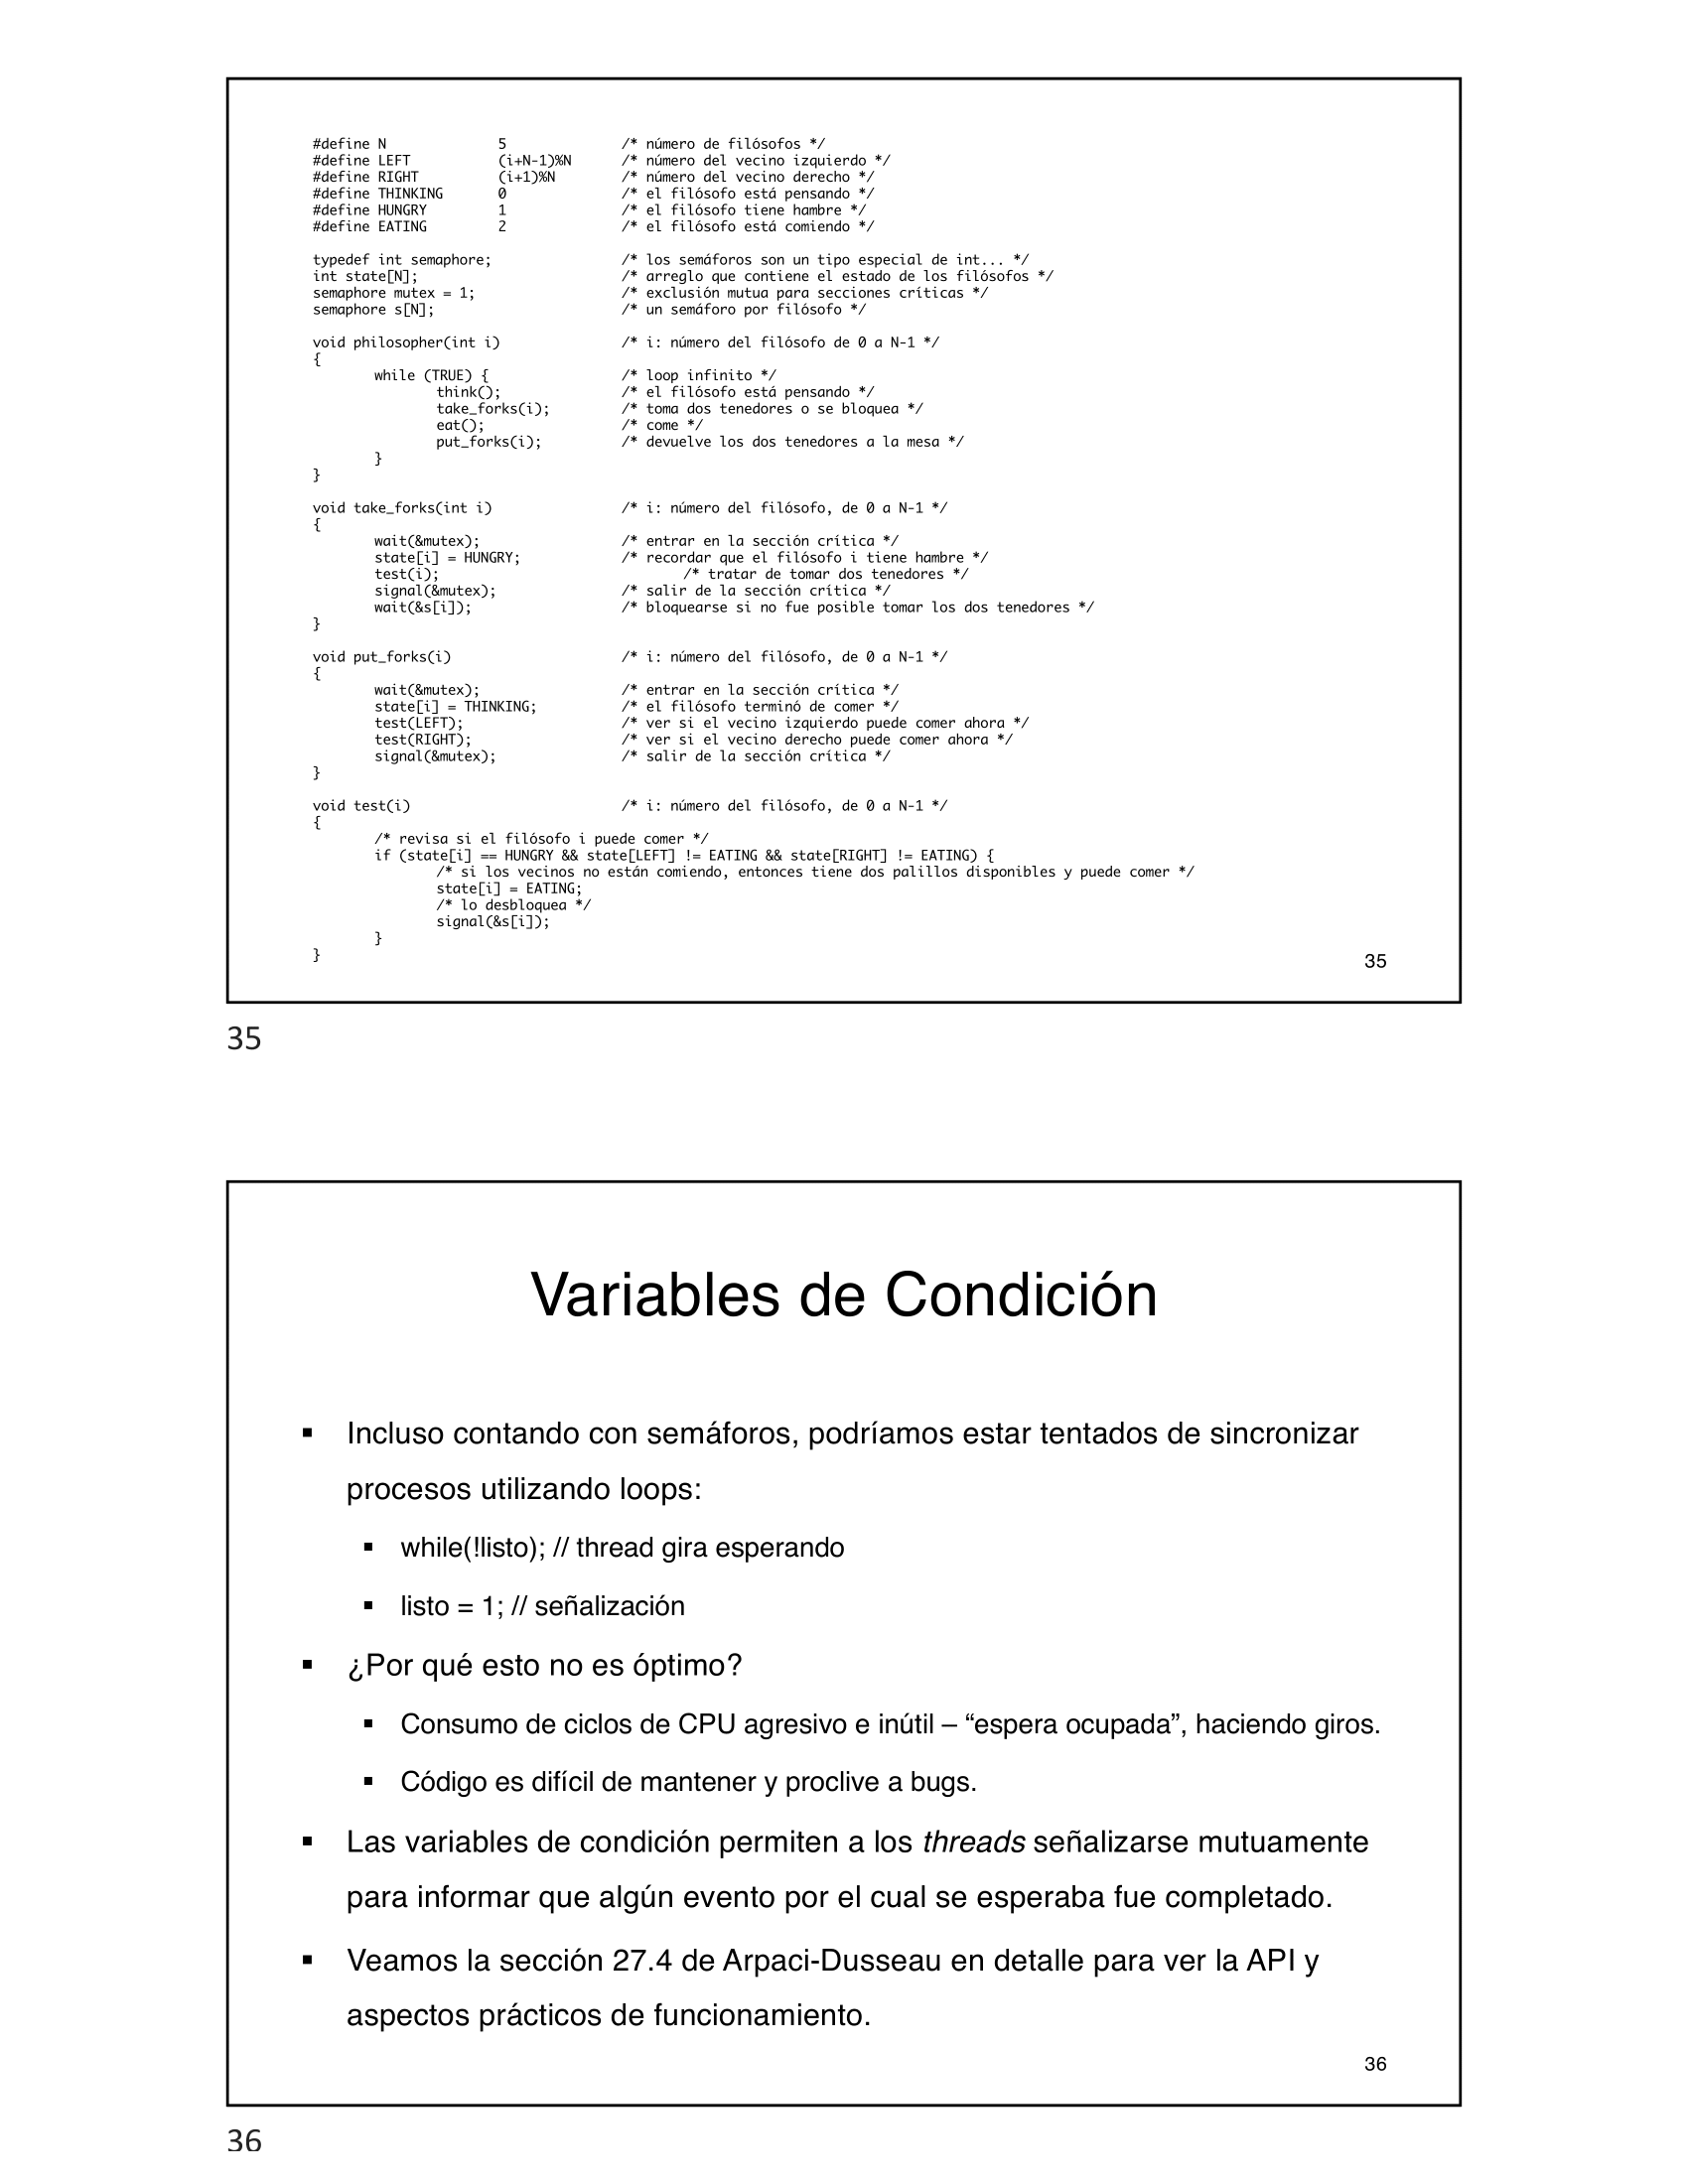 #define N 5 /* número de filósofos */
#define LEFT (i+N-1)%N /* número del vecino izquierdo */
#define RIGHT (i+1)%N /* número del vecino derecho */
#define THINKING 0 /* el filósofo está pensando */
#define HUNGRY 1 /* el filósofo tiene hambre */
#define EATING 2 /* el filósofo está comiendo */
typedef int semaphore; /* los semáforos son un tipo especial de int... */
int state[N]; /* arreglo que contiene el estado de los filósofos */
semaphore mutex = 1; /* exclusión mutua para secciones críticas */
semaphore s[N]; /* un semáforo por filósofo */
void philosopher(int i) /* i: número del filósofo de 0 a N-1 */
{
while (TRUE) { /* loop infinito */
think(); /* el filósofo está pensando */
take_forks(i); /* toma dos tenedores o se bloquea */
eat(); /* come */
put_forks(i); /* devuelve los dos tenedores a la mesa */
}
}
void take_forks(int i) /* i: número del filósofo, de 0 a N-1 */
{
wait(&mutex); /* entrar en la sección crítica */
state[i] = HUNGRY; /* recordar que el filósofo i tiene hambre */
test(i); /* tratar de tomar dos tenedores */
signal(&mutex); /* salir de la sección crítica */
wait(&s[i]); /* bloquearse si no fue posible tomar los dos tenedores */
}
void put_forks(i) /* i: número del filósofo, de 0 a N-1 */
{
wait(&mutex); /* entrar en la sección crítica */
state[i] = THINKING; /* el filósofo terminó de comer */
test(LEFT); /* ver si el vecino izquierdo puede comer ahora */
test(RIGHT); /* ver si el vecino derecho puede comer ahora */
signal(&mutex); /* salir de la sección crítica */
}
void test(i) /* i: número del filósofo, de 0 a N-1 */
{
/* revisa si el filósofo i puede comer */
if (state[i] == HUNGRY && state[LEFT] != EATING && state[RIGHT] != EATING) {
/* si los vecinos no están comiendo, entonces tiene dos palillos disponibles y puede comer */
state[i] = EATING;
/* lo desbloquea */
signal(&s[i]);
}
}
35
35
Variables de Condición
▪ Incluso contando con semáforos, podríamos estar tentados de sincronizar
procesos utilizando loops:
▪ while(!listo); // thread gira esperando
▪ listo = 1; // señalización
▪ ¿Por qué esto no es óptimo?
▪ Consumo de ciclos de CPU agresivo e inútil – “espera ocupada”, haciendo giros.
▪ Código es difícil de mantener y proclive a bugs.
▪ Las variables de condición permiten a los threads señalizarse mutuamente
para informar que algún evento por el cual se esperaba fue completado.
▪ Veamos la sección 27.4 de Arpaci-Dusseau en detalle para ver la API y
aspectos prácticos de funcionamiento.
36
36